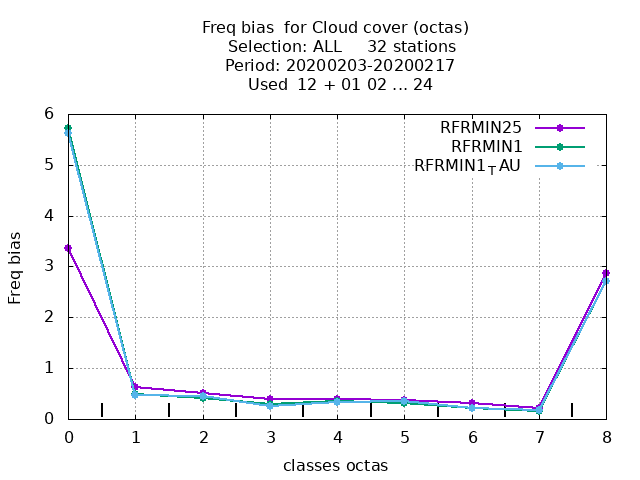 Freq bias  for Cloud cover (octas)
Selection: ALL     32 stations
Period: 20200203-20200217
Used  12 + 01 02 ... 24
RFRMIN25
RFRMIN1
RFRMIN1TAU
6
5
4
3
2
1
0
Freq bias
0 1 2 3 4 5 6 7 8
classes octas